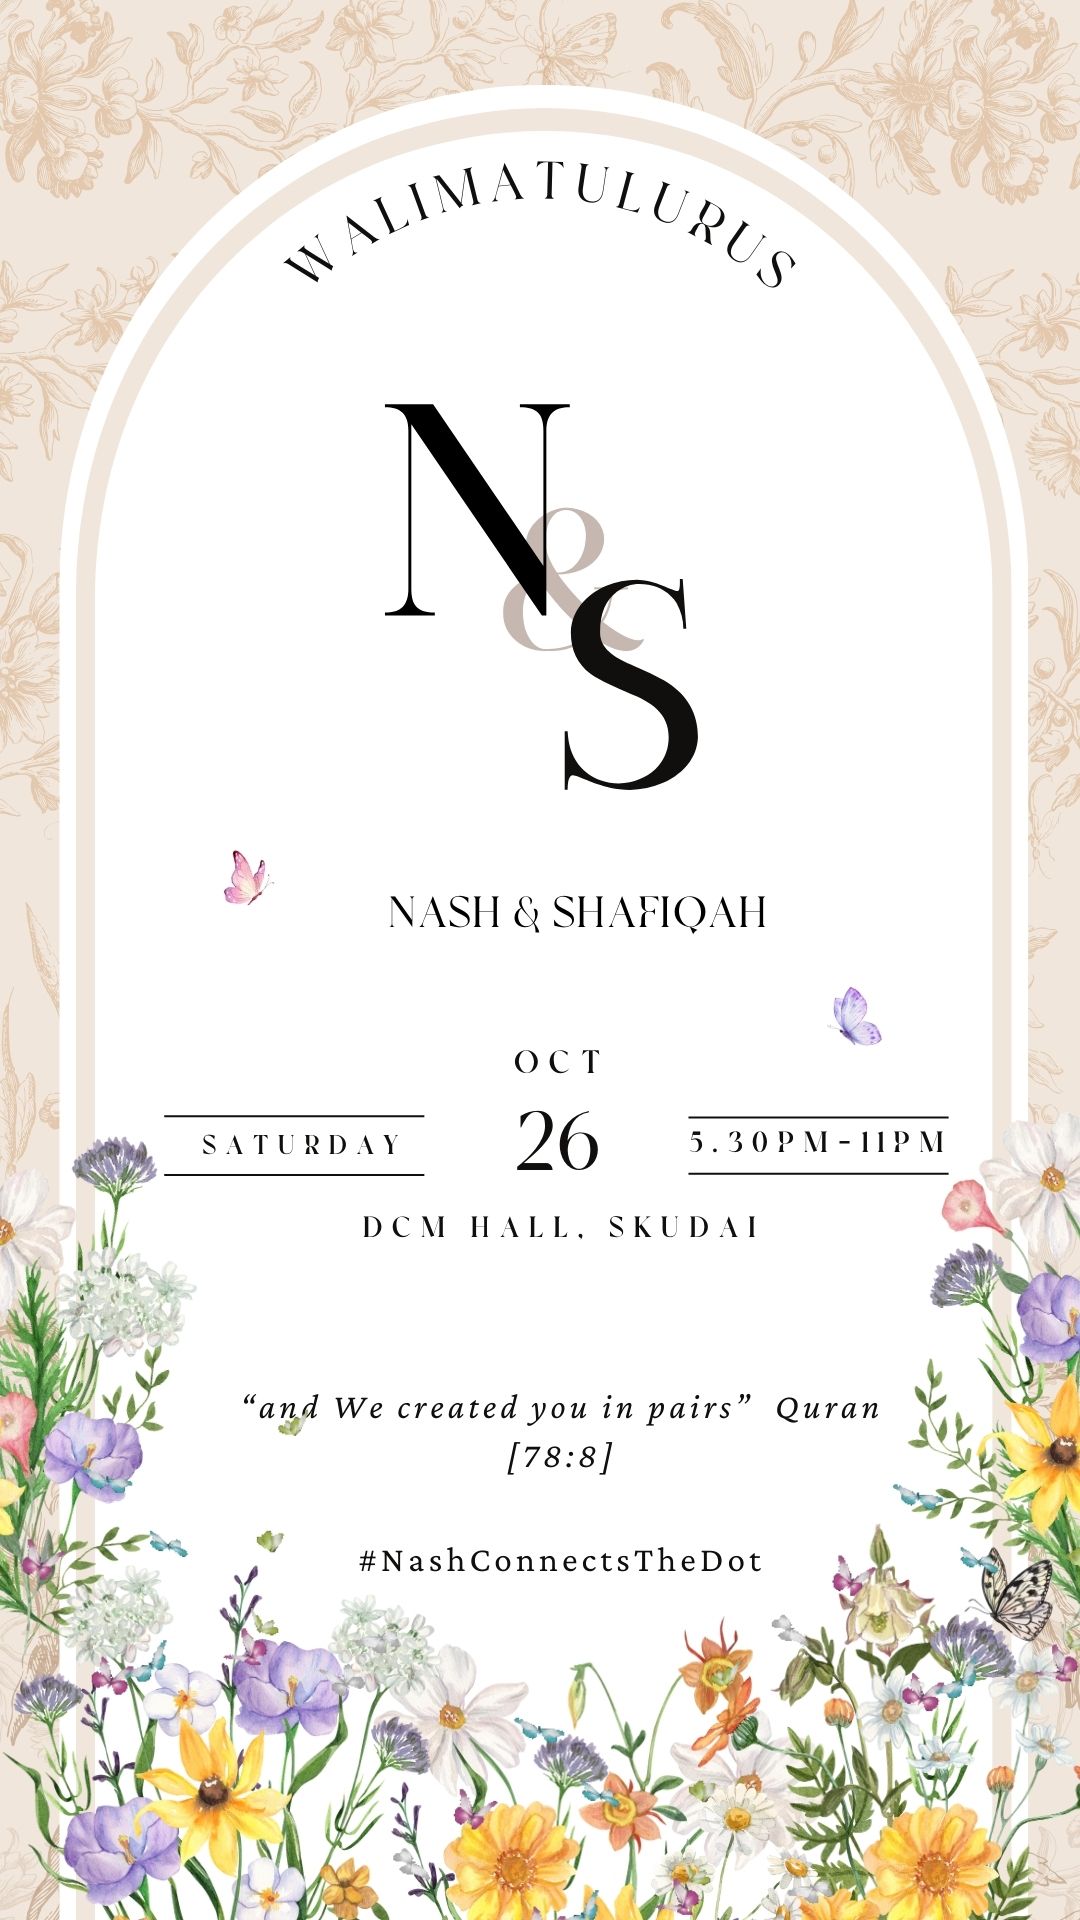 WALIMATULURUS
N
&
S
NASH & SHAFIQAH
OCT
SATURDAY
26
5.30PM-11PM
DCM HALL, SKUDAI
“and We created you in pairs” Quran
[78:8]
#NashConnectsTheDot